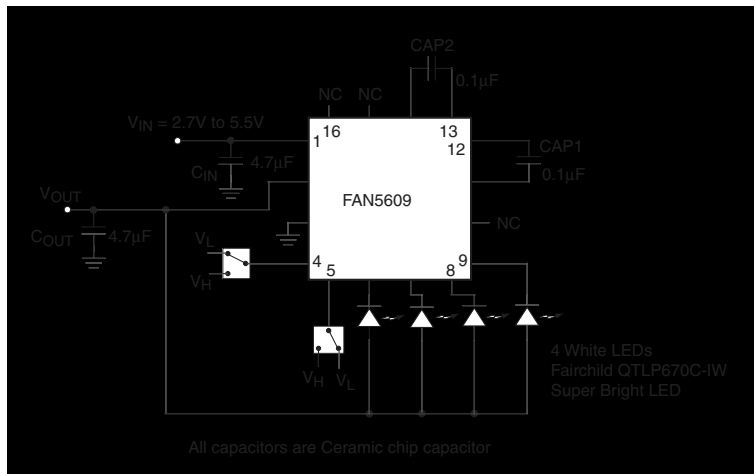 CAP2
0.1µF
NC NC
VIN = 2.7V to 5.5V
16
13
1
12
CAP1
CIN
4.7µF
0.1µF
VOUT
FAN5609
COUT
4.7µF
NC
VL
4
9
5
8
VH
VH
VL
4 White LEDs
Fairchild QTLP670C-IW
Super Bright LED
All capacitors are Ceramic chip capacitor